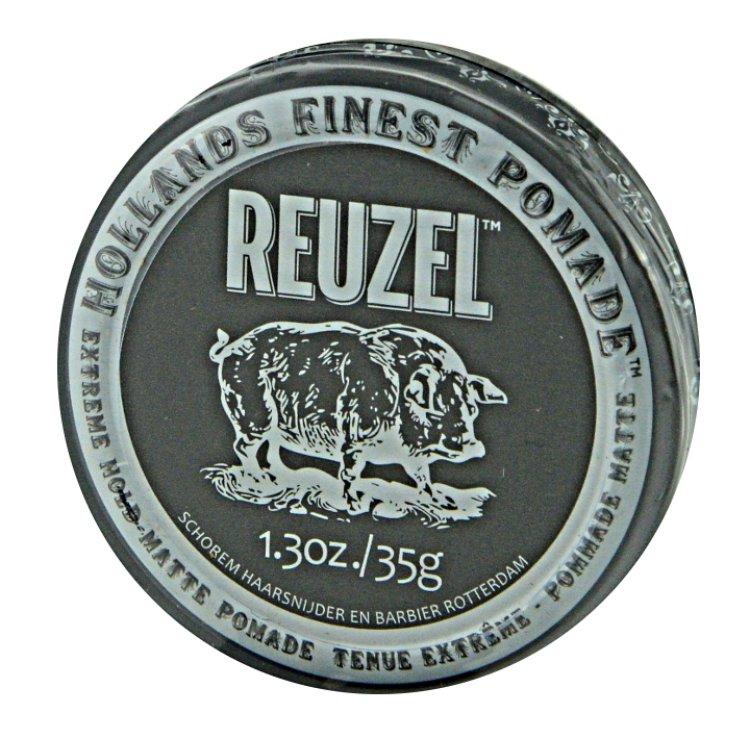 HOLLANDS FINEST POMADE™
REUZEL™
1.3oz./35g
SCHOREM HAARSNIJDER EN BARBIER ROTTERDAM
EXTREME HOLD-MATTE POMADE TENUE EXTRÊME - POMMADE MATTE